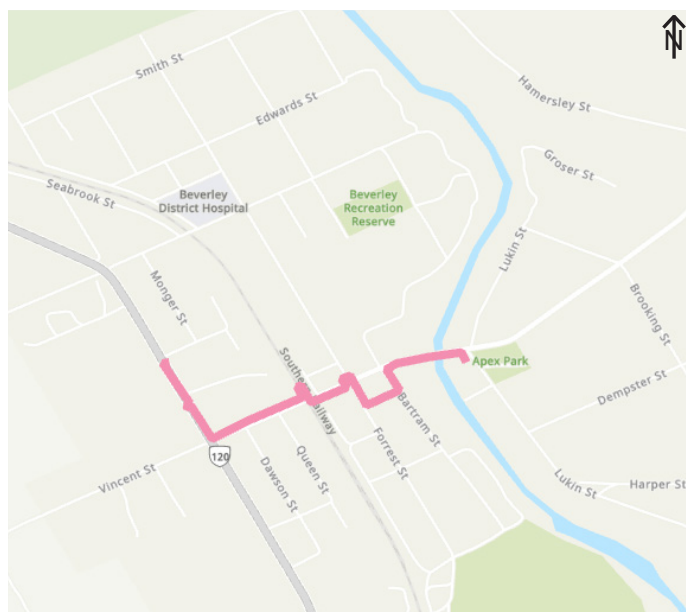 N
Smith St
Hamersley St
Edwards St
Groser St
Seabrook St
Beverley
District Hospital
Beverley
Recreation
Reserve
Lukin St
Monger St
Brooking St
Southern Railway
Apex Park
Dempster St
Bartram St
Forrest St
120
Vincent St
Queen St
Dawson St
Lukin St
Harper St